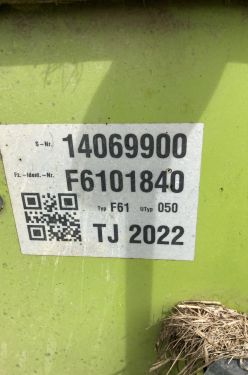 S-Nr. 14069900
Fz.-Ident.-Nr. F6101840
Typ F61 UTyp 050
TJ 2022